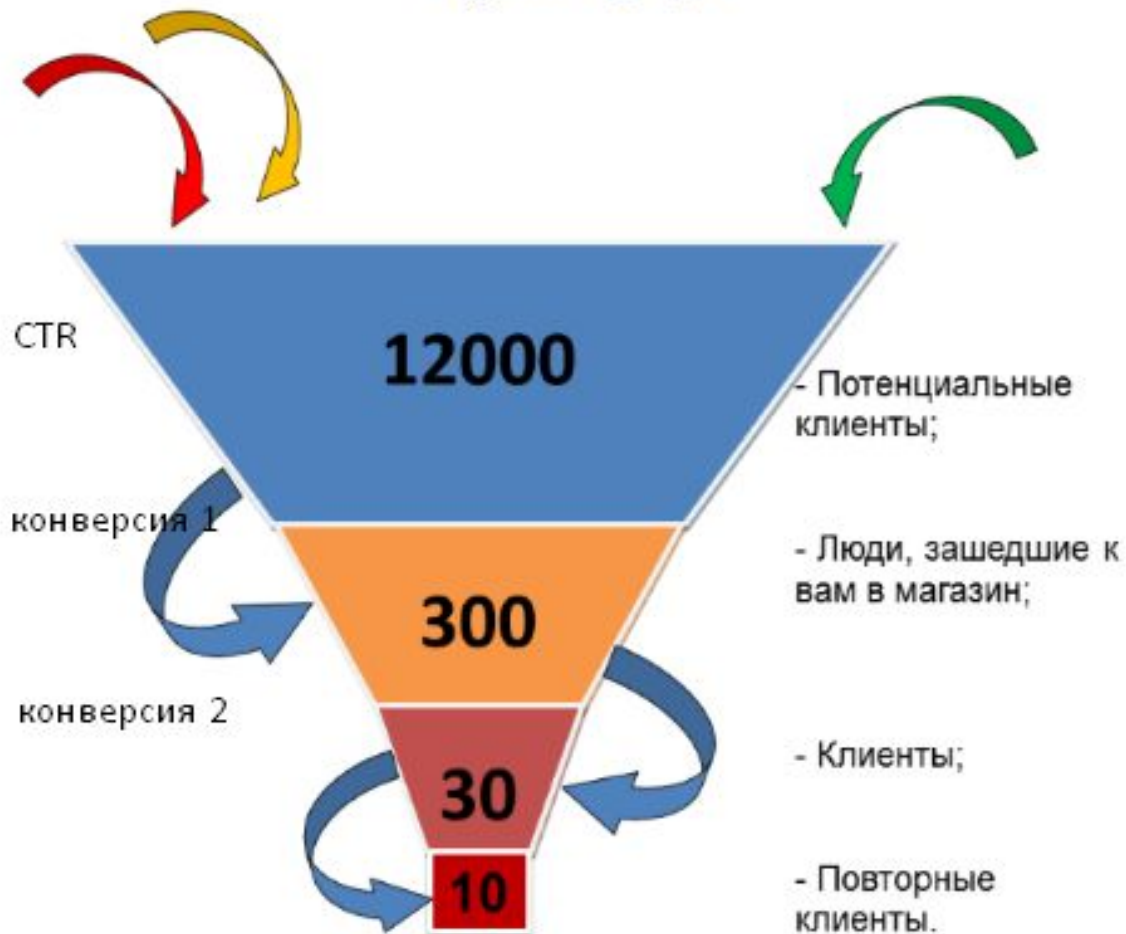 CTR
12000
- Потенциальные
клиенты;
конверсия 1
- Люди, зашедшие к
вам в магазин;
300
конверсия 2
- Клиенты;
30
10
- Повторные
клиенты.